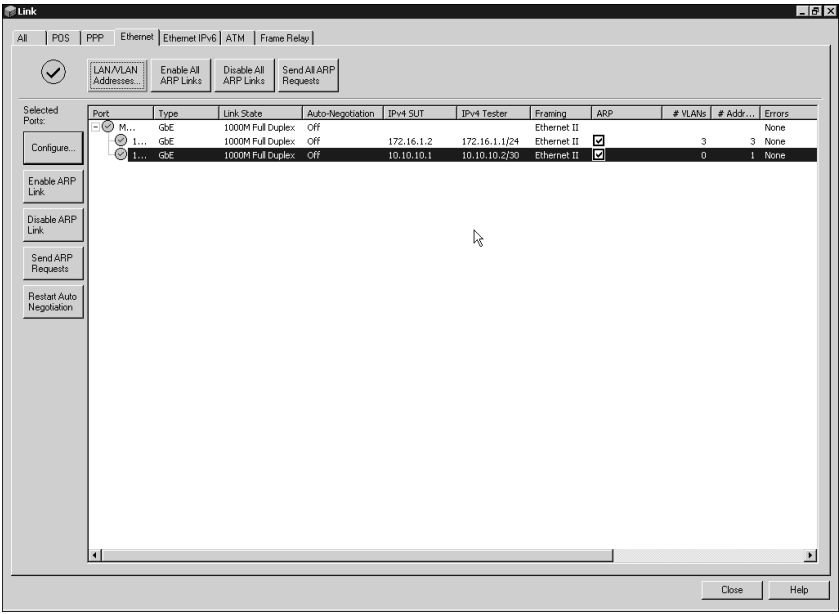 Link
All POS PPP Ethernet Ethernet IPv6 ATM Frame Relay
LAN/VLAN Addresses...
Enable All ARP Links
Disable All ARP Links
Send All ARP Requests
Selected Ports:
Configure...
Enable ARP Link
Disable ARP Link
Send ARP Requests
Restart Auto Negotiation
Port Type Link State Auto-Negotiation IPv4 SUT IPv4 Tester Framing ARP # VLANs # Addr... Errors
M... GbE 1000M Full Duplex Off Ethernet II None
1... GbE 1000M Full Duplex Off 172.16.1.2 172.16.1.1/24 Ethernet II 3 3 None
1... GbE 1000M Full Duplex Off 10.10.10.1 10.10.10.2/30 Ethernet II 0 1 None
Close Help